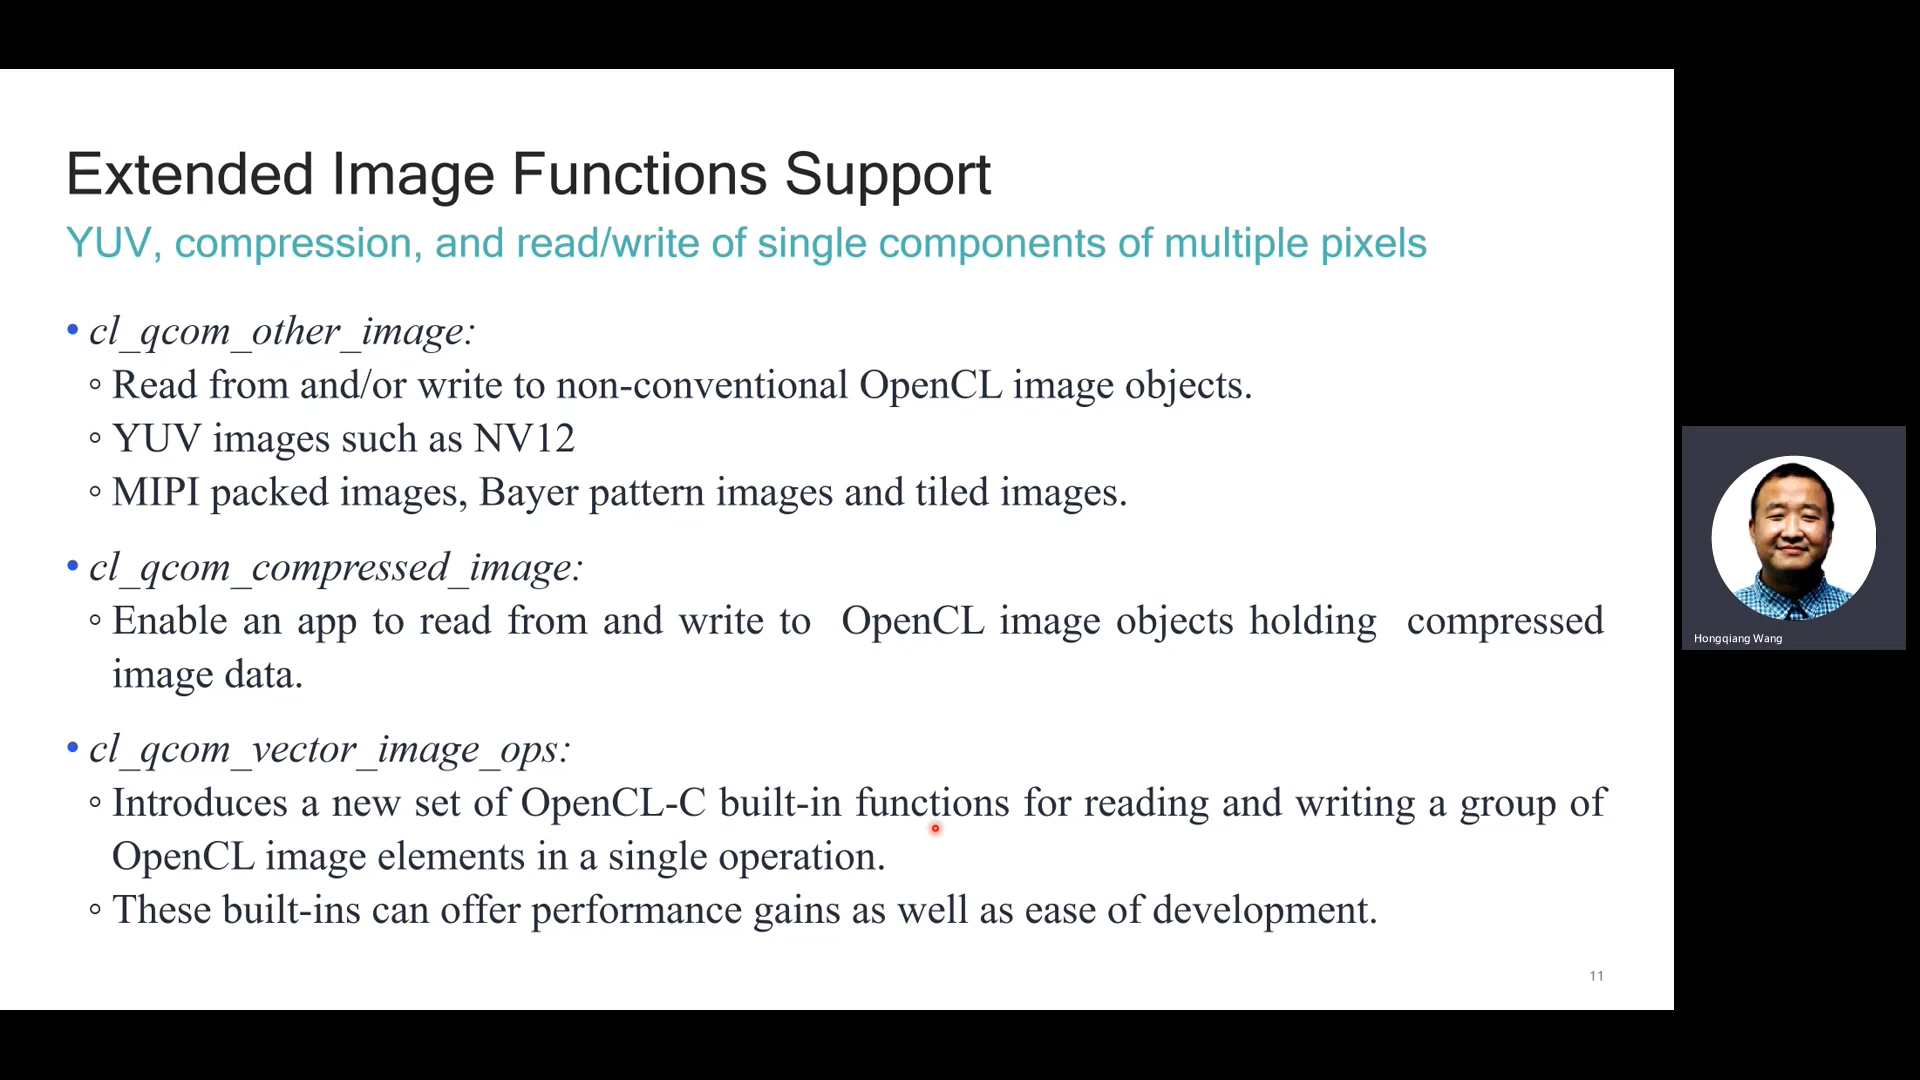 Extended Image Functions Support
YUV, compression, and read/write of single components of multiple pixels
• cl_qcom_other_image:
◦ Read from and/or write to non-conventional OpenCL image objects.
◦ YUV images such as NV12
◦ MIPI packed images, Bayer pattern images and tiled images.
• cl_qcom_compressed_image:
◦ Enable an app to read from and write to OpenCL image objects holding compressed
image data.
• cl_qcom_vector_image_ops:
◦ Introduces a new set of OpenCL-C built-in functions for reading and writing a group of
OpenCL image elements in a single operation.
◦ These built-ins can offer performance gains as well as ease of development.
11
Hongqiang Wang